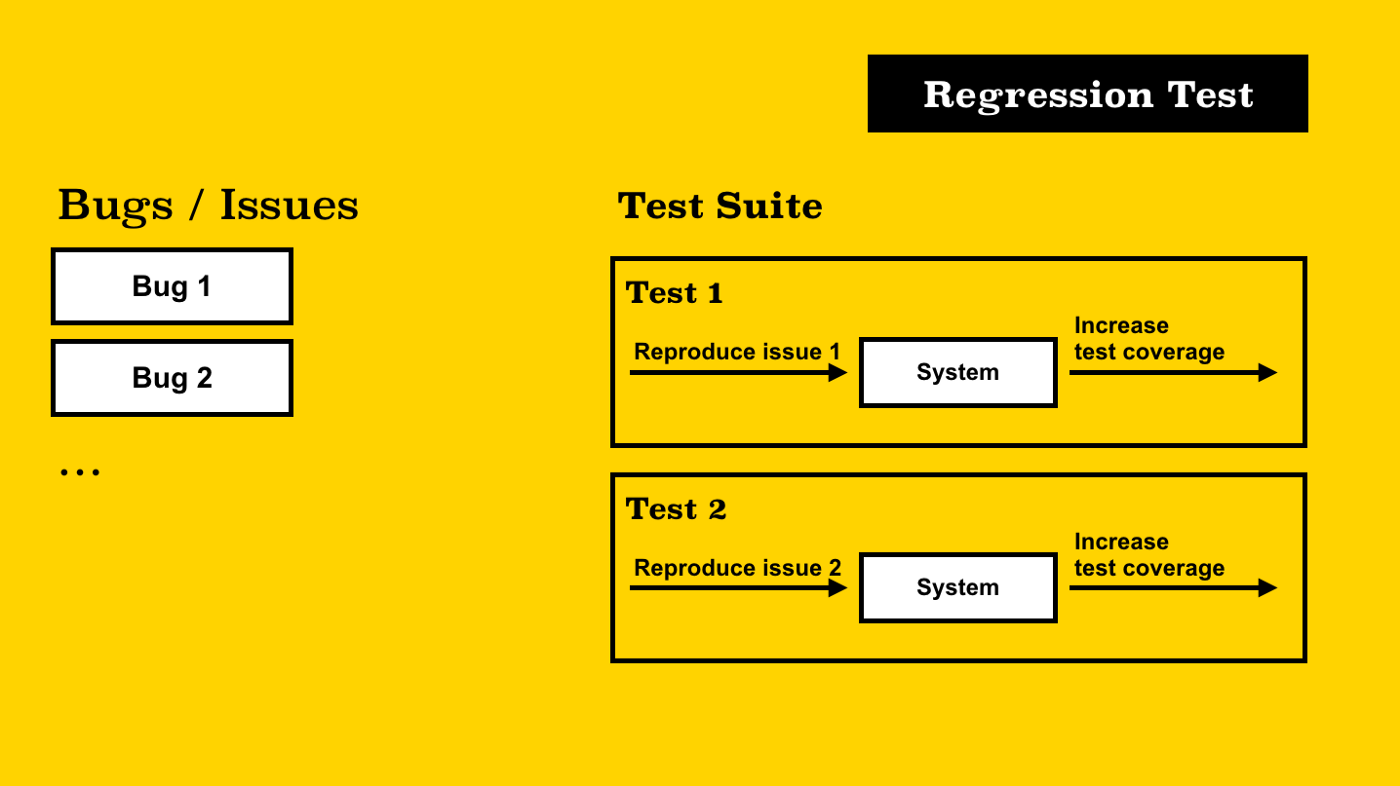 Regression Test
Bugs / Issues
Bug 1
Bug 2
...
Test Suite
Test 1
Reproduce issue 1
System
Increase
test coverage
Test 2
Reproduce issue 2
System
Increase
test coverage